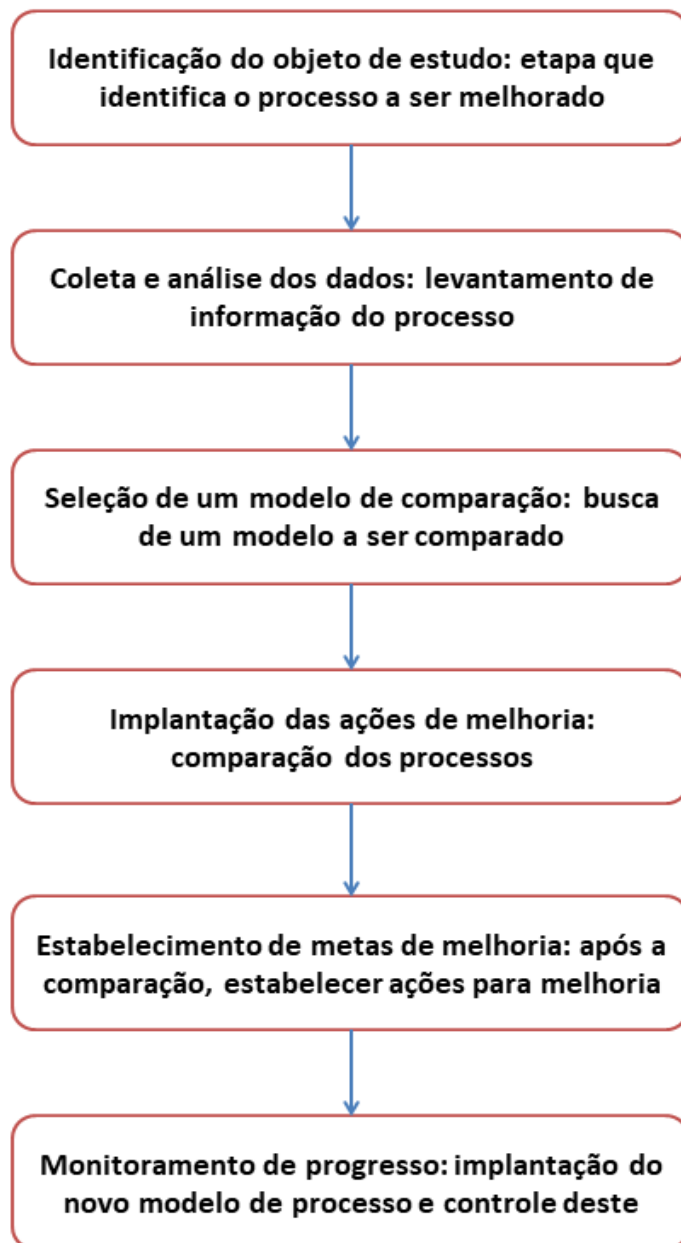 Identificação do objeto de estudo: etapa que
identifica o processo a ser melhorado
Coleta e análise dos dados: levantamento de
informação do processo
Seleção de um modelo de comparação: busca
de um modelo a ser comparado
Implantação das ações de melhoria:
comparação dos processos
Estabelecimento de metas de melhoria: após a
comparação, estabelecer ações para melhoria
Monitoramento de progresso: implantação do
novo modelo de processo e controle deste